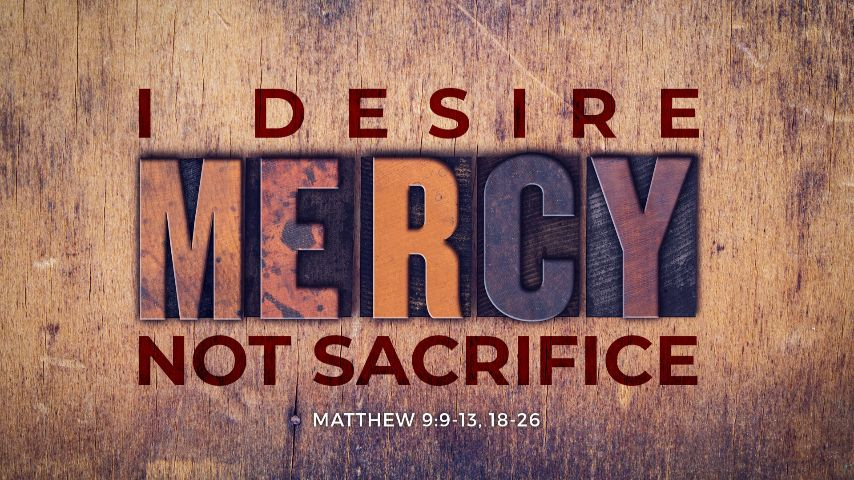 I DESIRE
MERCY
NOT SACRIFICE
MATTHEW 9:9-13, 18-26